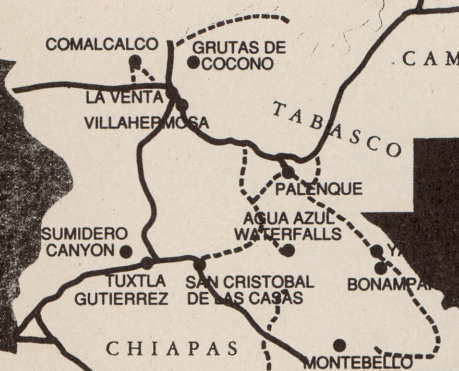 COMALCALCO
GRUTAS DE
COCONO
CAM
LA VENTA
VILLAHERMOSA
TABASCO
PALENQUE
AGUA AZUL
WATERFALLS
SUMIDERO
CANYON
YA
BONAMPA
TUXTLA
GUTIERREZ
SAN CRISTOBAL
DE LAS CASAS
CHIAPAS
MONTEBELLO